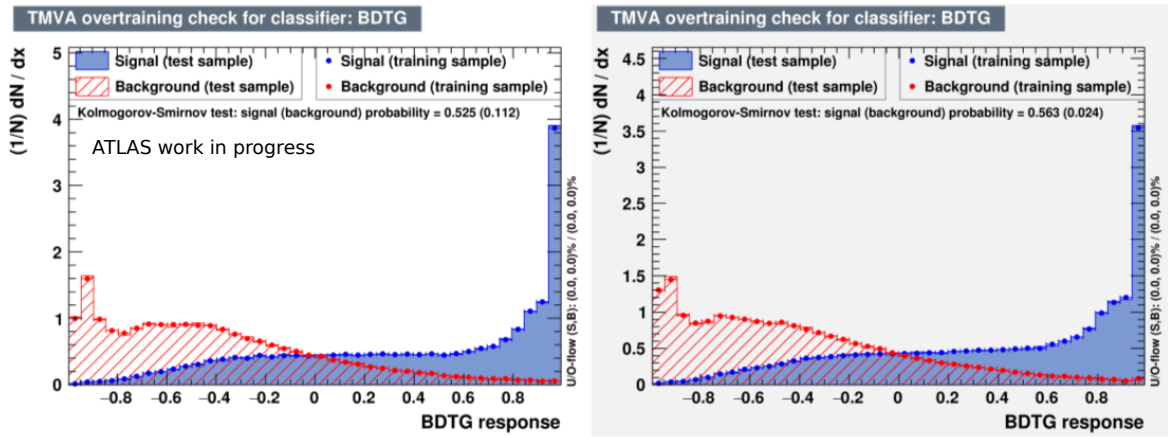 TMVA overtraining check for classifier: BDTG
(1/N) dN / dx
5
4
3
2
1
0
Signal (test sample)
Signal (training sample)
Background (test sample)
Background (training sample)
Kolmogorov-Smirnov test: signal (background) probability = 0.525 (0.112)
ATLAS work in progress
U/O-flow (S,B): (0.0, 0.0)% / (0.0, 0.0)%
−0.8 −0.6 −0.4 −0.2 0 0.2 0.4 0.6 0.8
BDTG response
TMVA overtraining check for classifier: BDTG
(1/N) dN / dx
4.5
4
3.5
3
2.5
2
1.5
1
0.5
0
Signal (test sample)
Signal (training sample)
Background (test sample)
Background (training sample)
Kolmogorov-Smirnov test: signal (background) probability = 0.563 (0.024)
U/O-flow (S,B): (0.0, 0.0)% / (0.0, 0.0)%
−0.8 −0.6 −0.4 −0.2 0 0.2 0.4 0.6 0.8
BDTG response